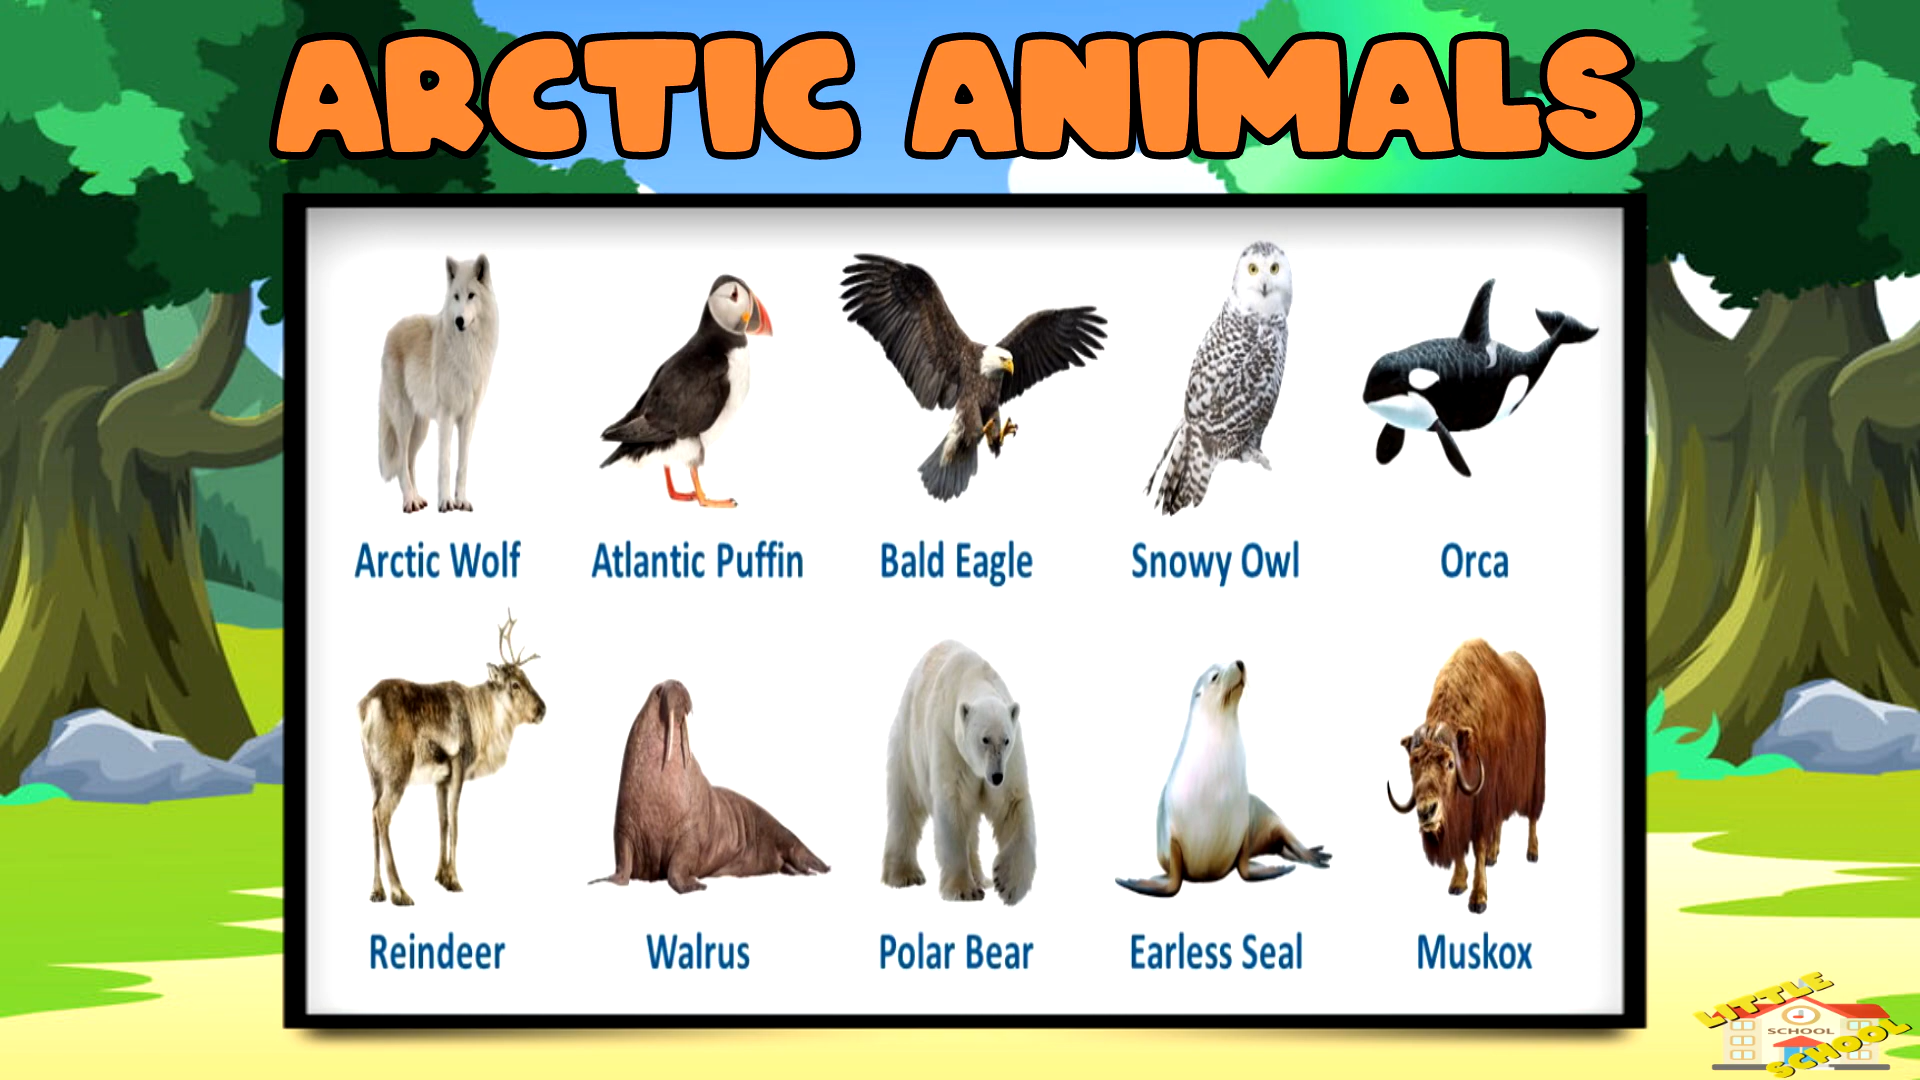 ARCTIC ANIMALS
Arctic Wolf
Atlantic Puffin
Bald Eagle
Snowy Owl
Orca
Reindeer
Walrus
Polar Bear
Earless Seal
Muskox
LITTLE
SCHOOL
SCHOOL